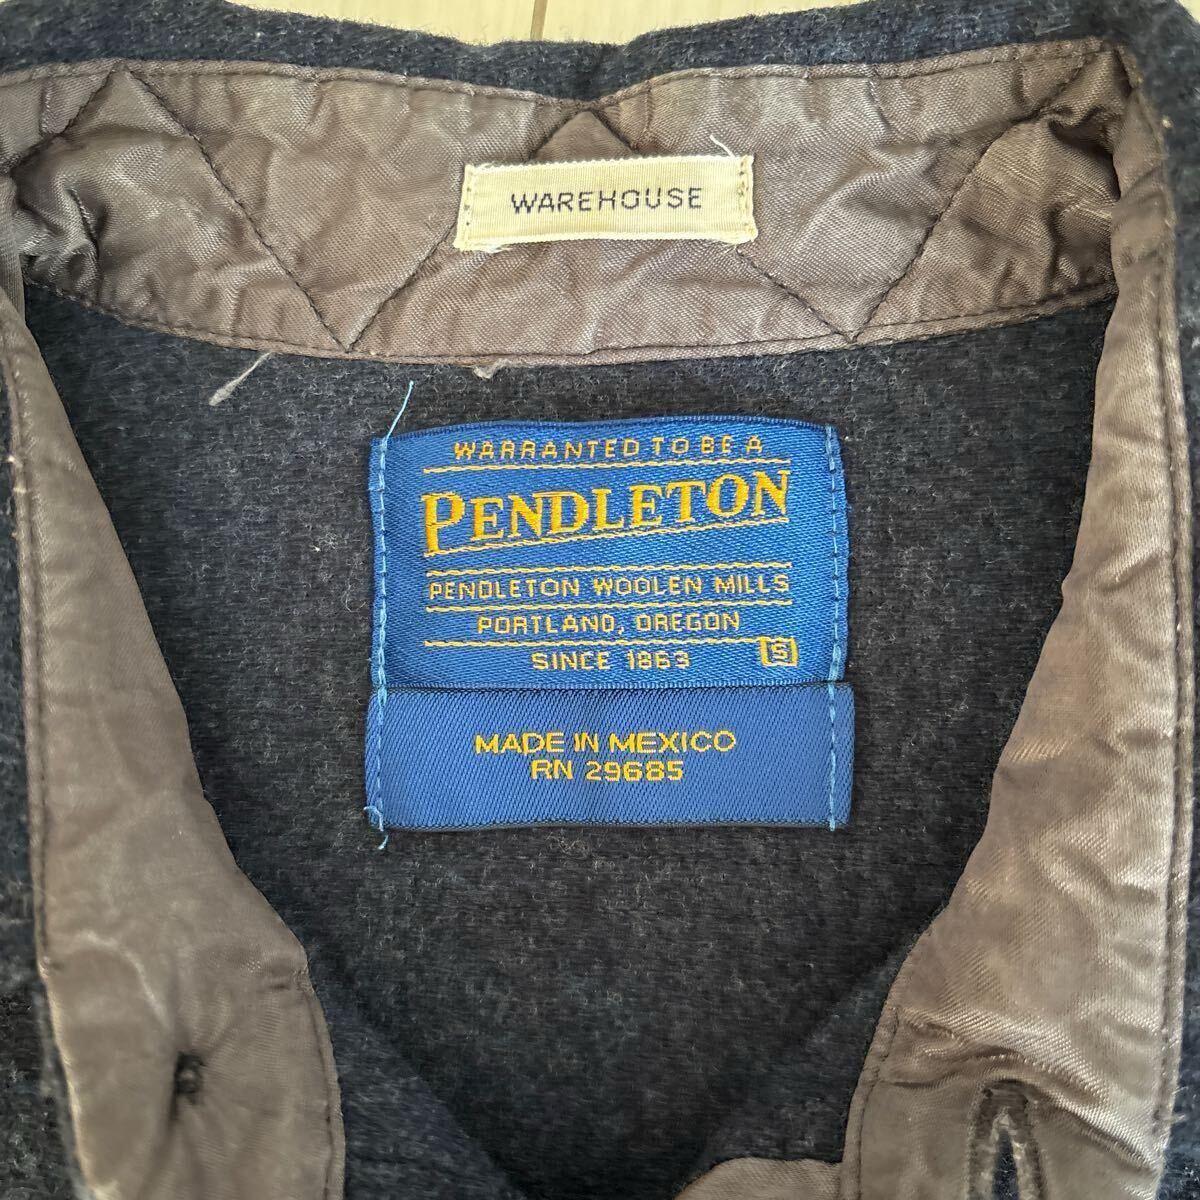 WAREHOUSE
WARRANTED TO BE A
PENDLETON
PENDLETON WOOLEN MILLS
PORTLAND, OREGON
SINCE 1863 S
MADE IN MEXICO
RN 29685